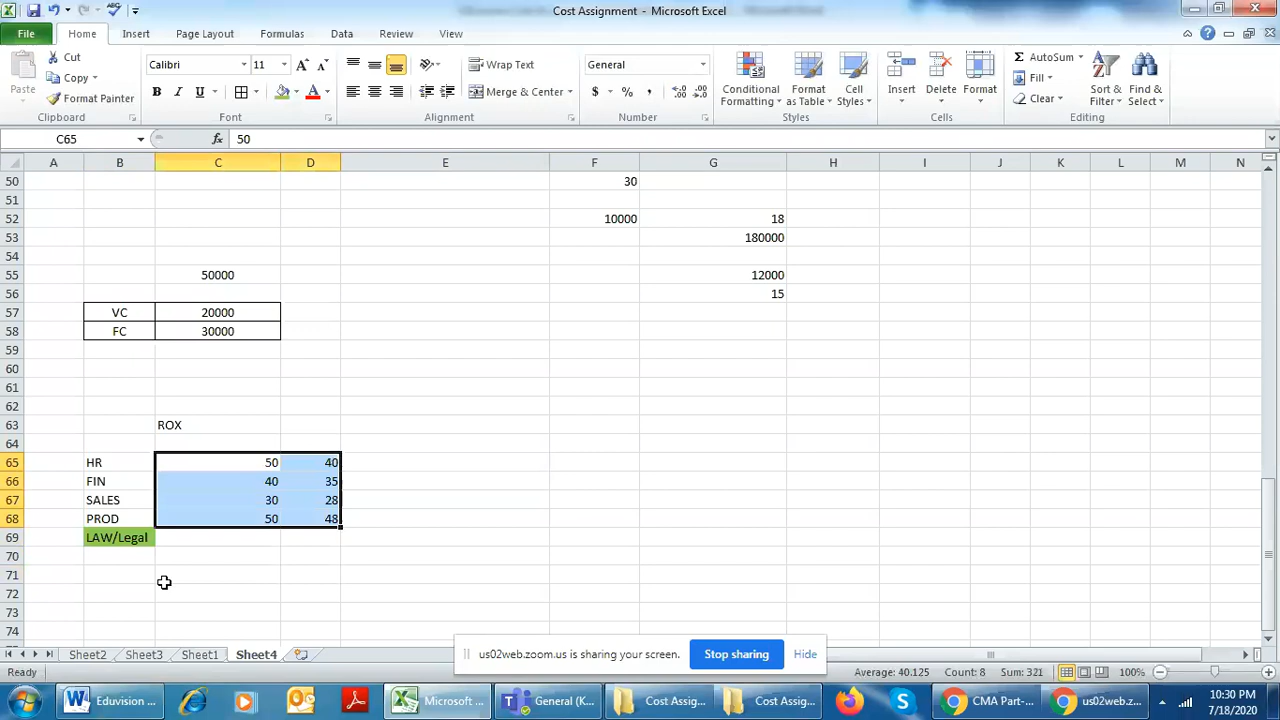 Cost Assignment - Microsoft Excel
File Home Insert Page Layout Formulas Data Review View
Cut
Copy
Format Painter
Paste
Clipboard
Calibri 11
B I U
Font
Wrap Text
Merge & Center
Alignment
General
$ % ,
Number
Conditional Formatting
Format as Table
Cell Styles
Styles
Insert Delete Format
Cells
AutoSum
Fill
Clear
Sort & Filter
Find & Select
Editing
C65 fx 50
A B C D E F G H I J K L M N
50 30
51
52 10000 18
53 180000
54
55 50000 12000
56 15
57 VC 20000
58 FC 30000
59
60
61
62
63 ROX
64
65 HR 50 40
66 FIN 40 35
67 SALES 30 28
68 PROD 50 48
69 LAW/Legal
70
71
72
73
74
Sheet2 Sheet3 Sheet1 Sheet4
us02web.zoom.us is sharing your screen. Stop sharing Hide
Ready Average: 40.125 Count: 8 Sum: 321 100%
Eduvision ... Microsoft ... General (K... Cost Assig... Cost Assig... CMA Part-... us02web.z...
10:30 PM
7/18/2020